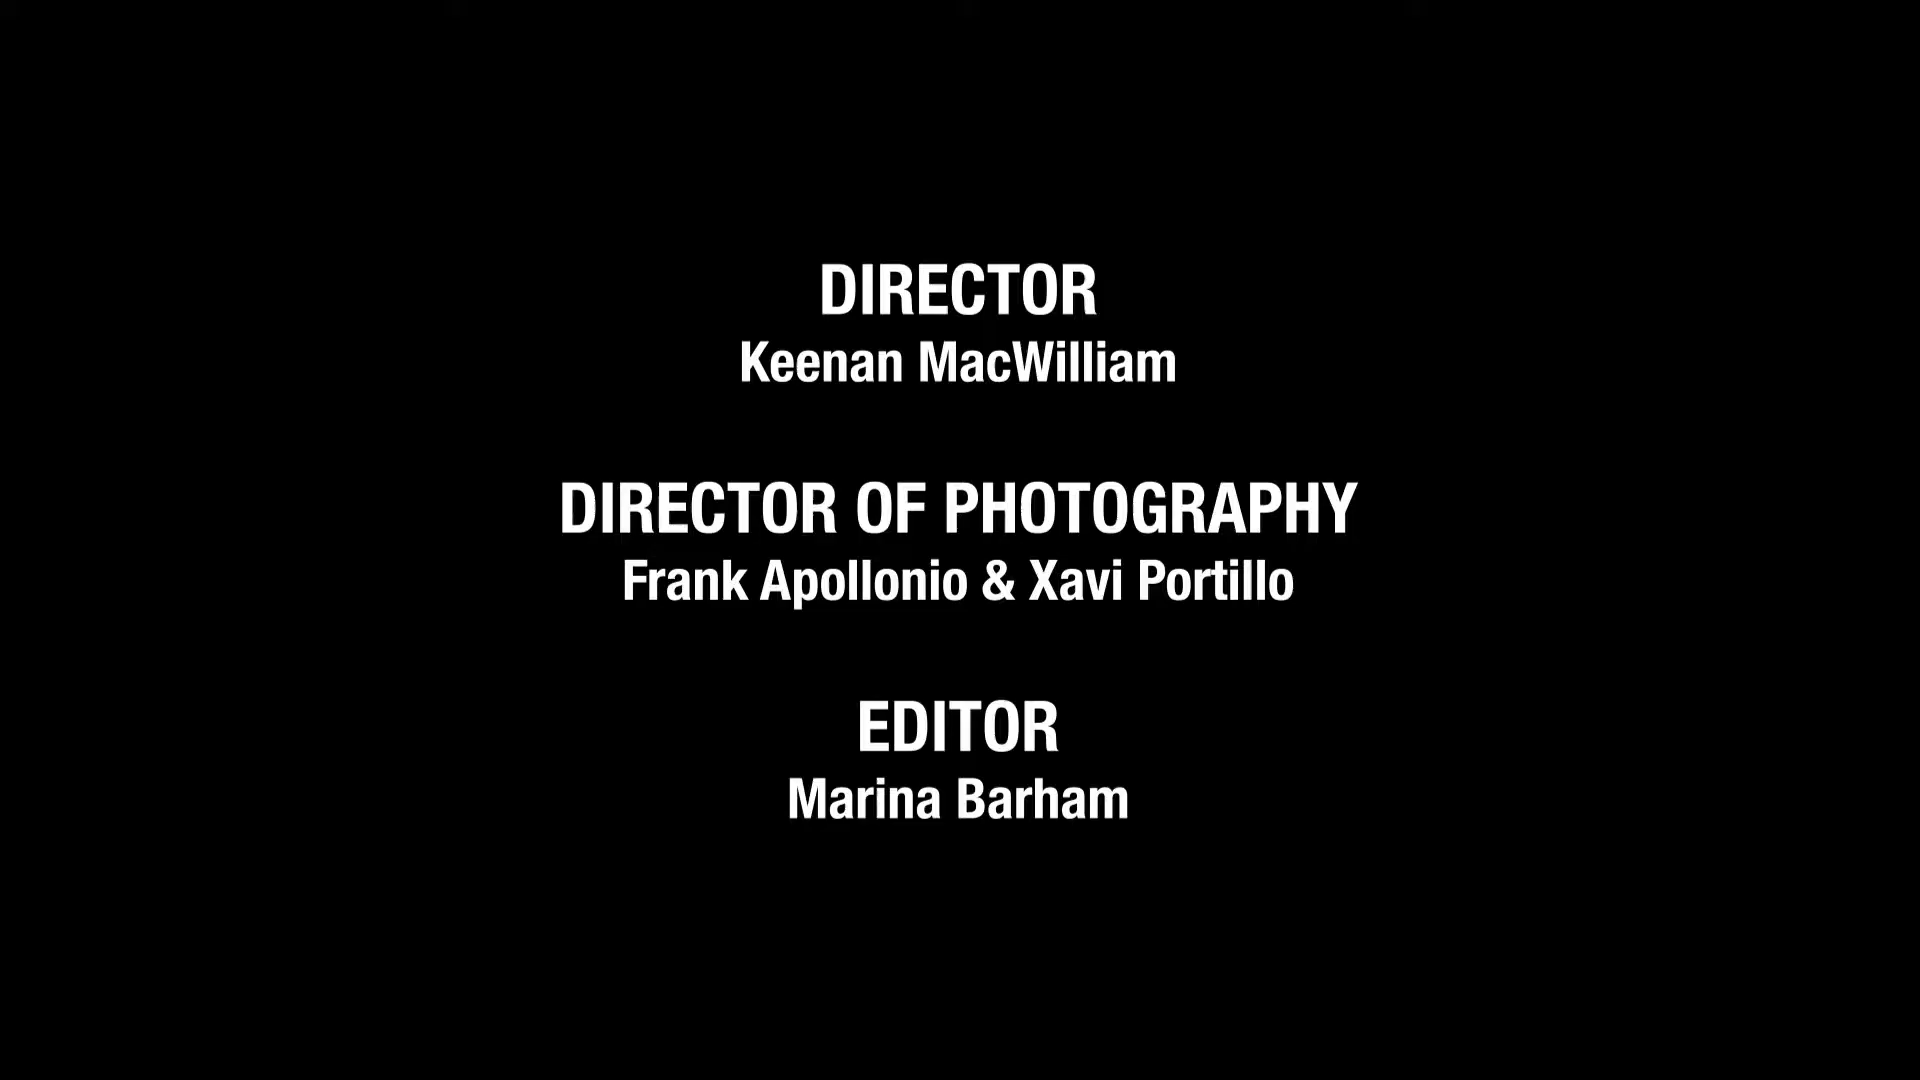 DIRECTOR
Keenan MacWilliam
DIRECTOR OF PHOTOGRAPHY
Frank Apollonio & Xavi Portillo
EDITOR
Marina Barham